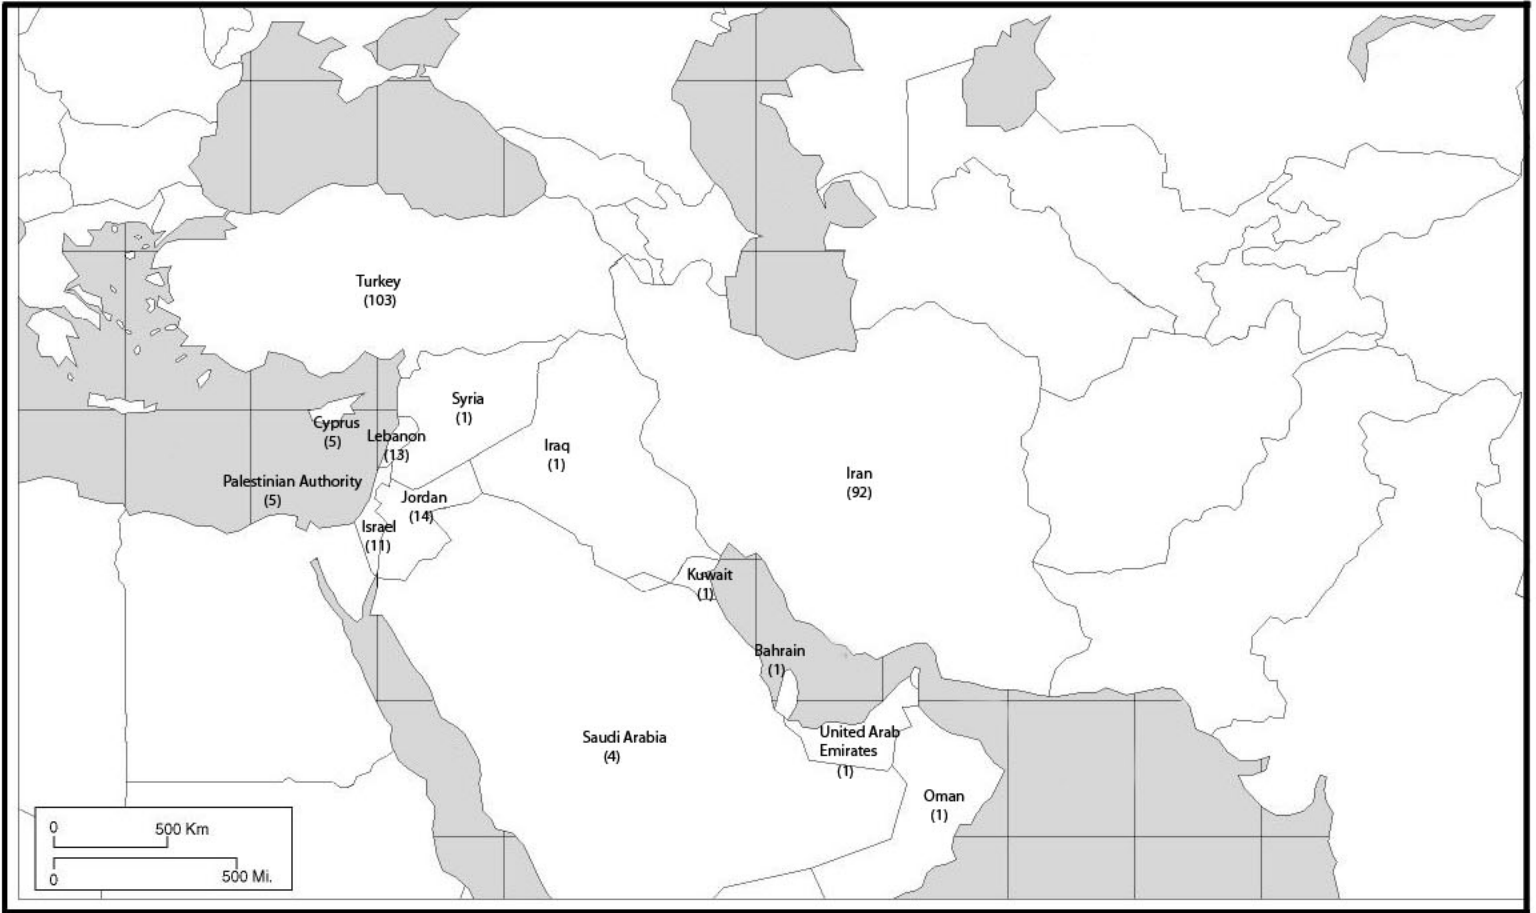 Turkey
(103)
Syria
(1)
Cyprus
(5)
Lebanon
(13)
Iraq
(1)
Iran
(92)
Palestinian Authority
(5)
Jordan
(14)
Israel
(11)
Kuwait
(1)
Bahrain
(1)
Saudi Arabia
(4)
United Arab
Emirates
(1)
Oman
(1)
0
500 Km
0
500 Mi.